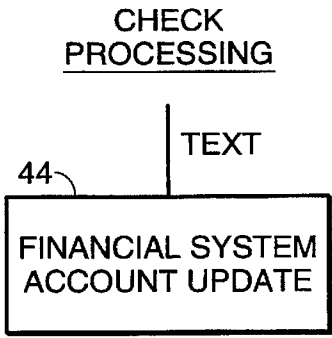 CHECK
PROCESSING
TEXT
44
FINANCIAL SYSTEM
ACCOUNT UPDATE